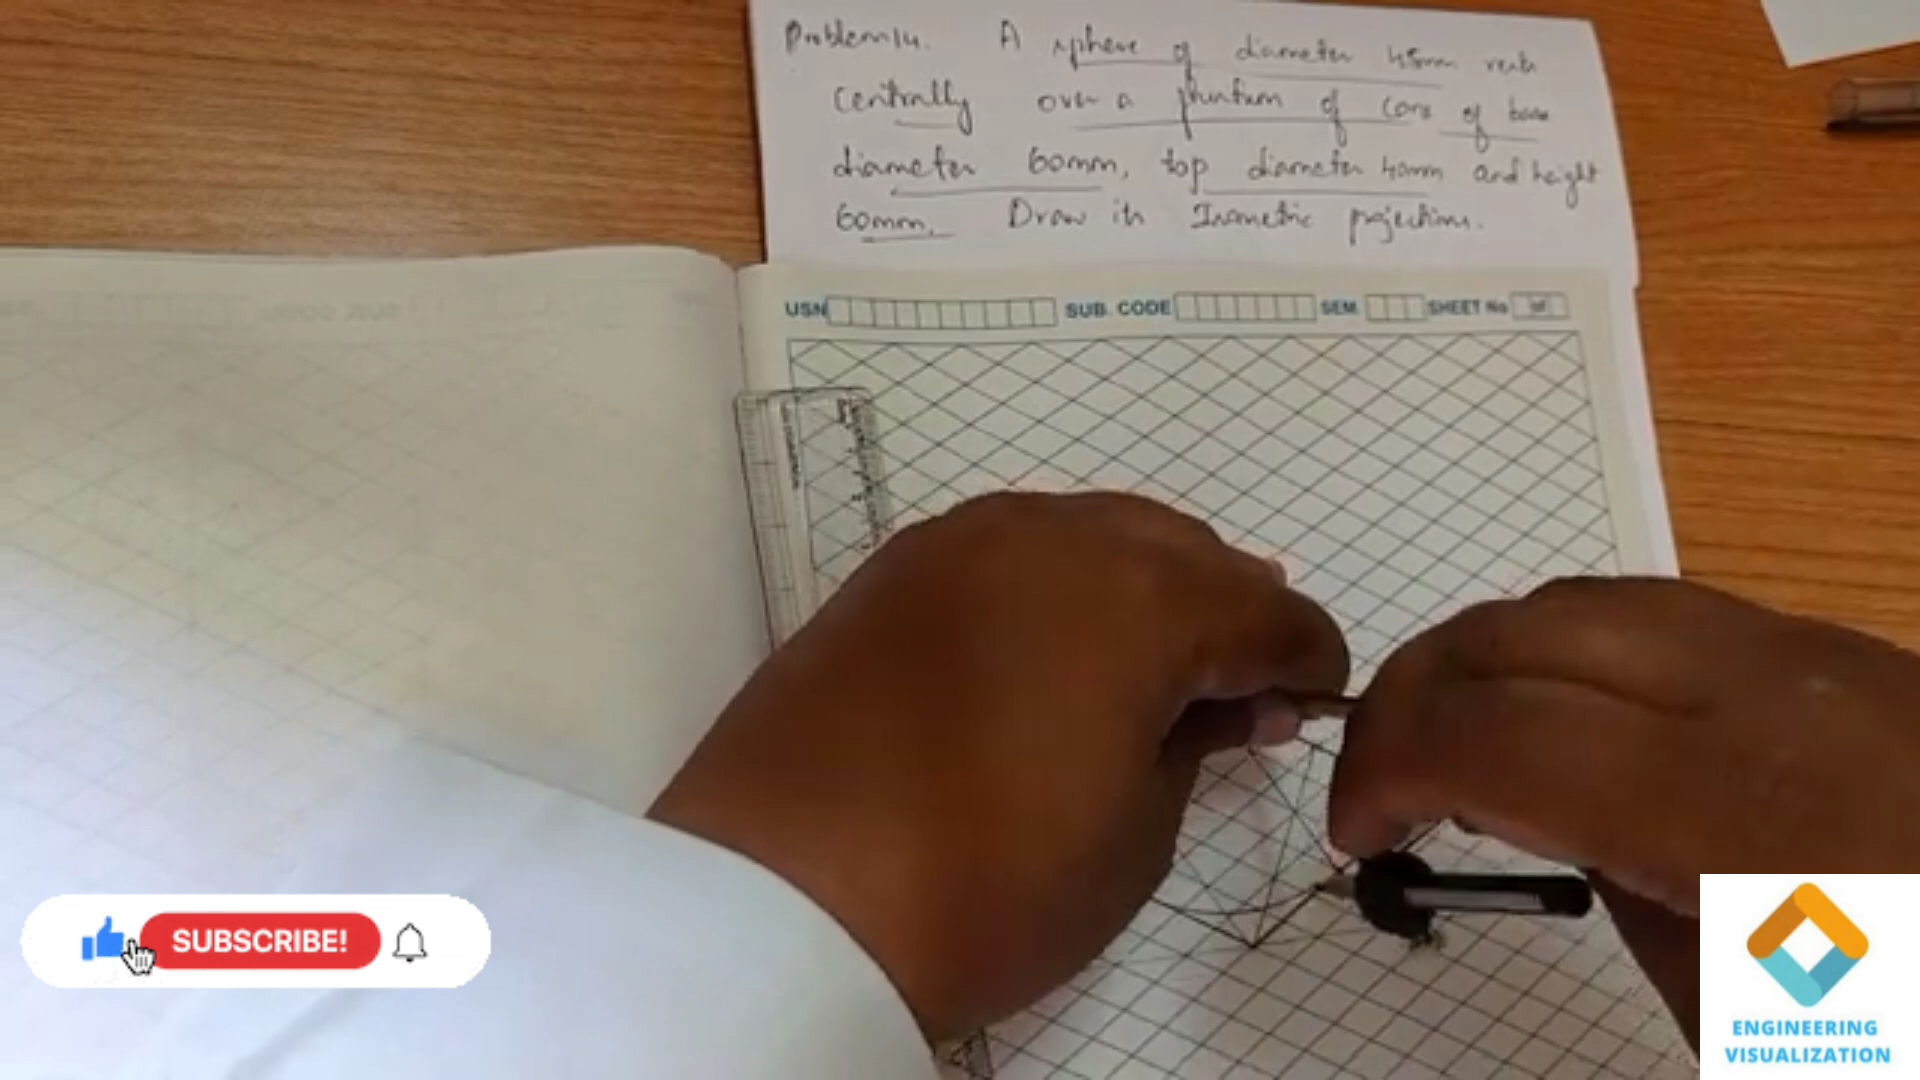 Problem 14. A sphere of diameter 45mm rests
centrally over a frustum of cone of base
diameter 60mm, top diameter 40mm and height
60mm. Draw its Isometric projections.
USN SUB. CODE SEM. SHEET No of
SUBSCRIBE!
ENGINEERING
VISUALIZATION